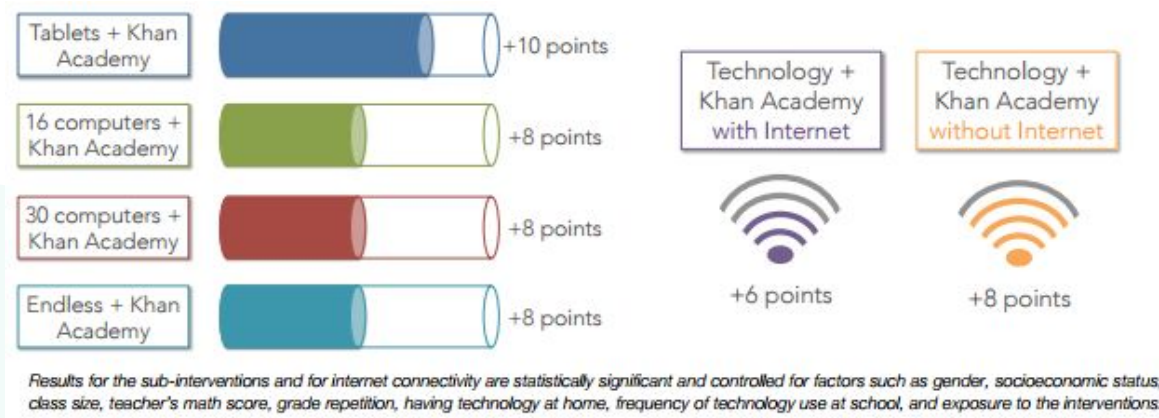 Tablets + Khan
Academy
+10 points
16 computers +
Khan Academy
+8 points
30 computers +
Khan Academy
+8 points
Endless + Khan
Academy
+8 points
Technology +
Khan Academy
with Internet
+6 points
Technology +
Khan Academy
without Internet
+8 points
Results for the sub-interventions and for internet connectivity are statistically significant and controlled for factors such as gender, socioeconomic status,
class size, teacher's math score, grade repetition, having technology at home, frequency of technology use at school, and exposure to the interventions.